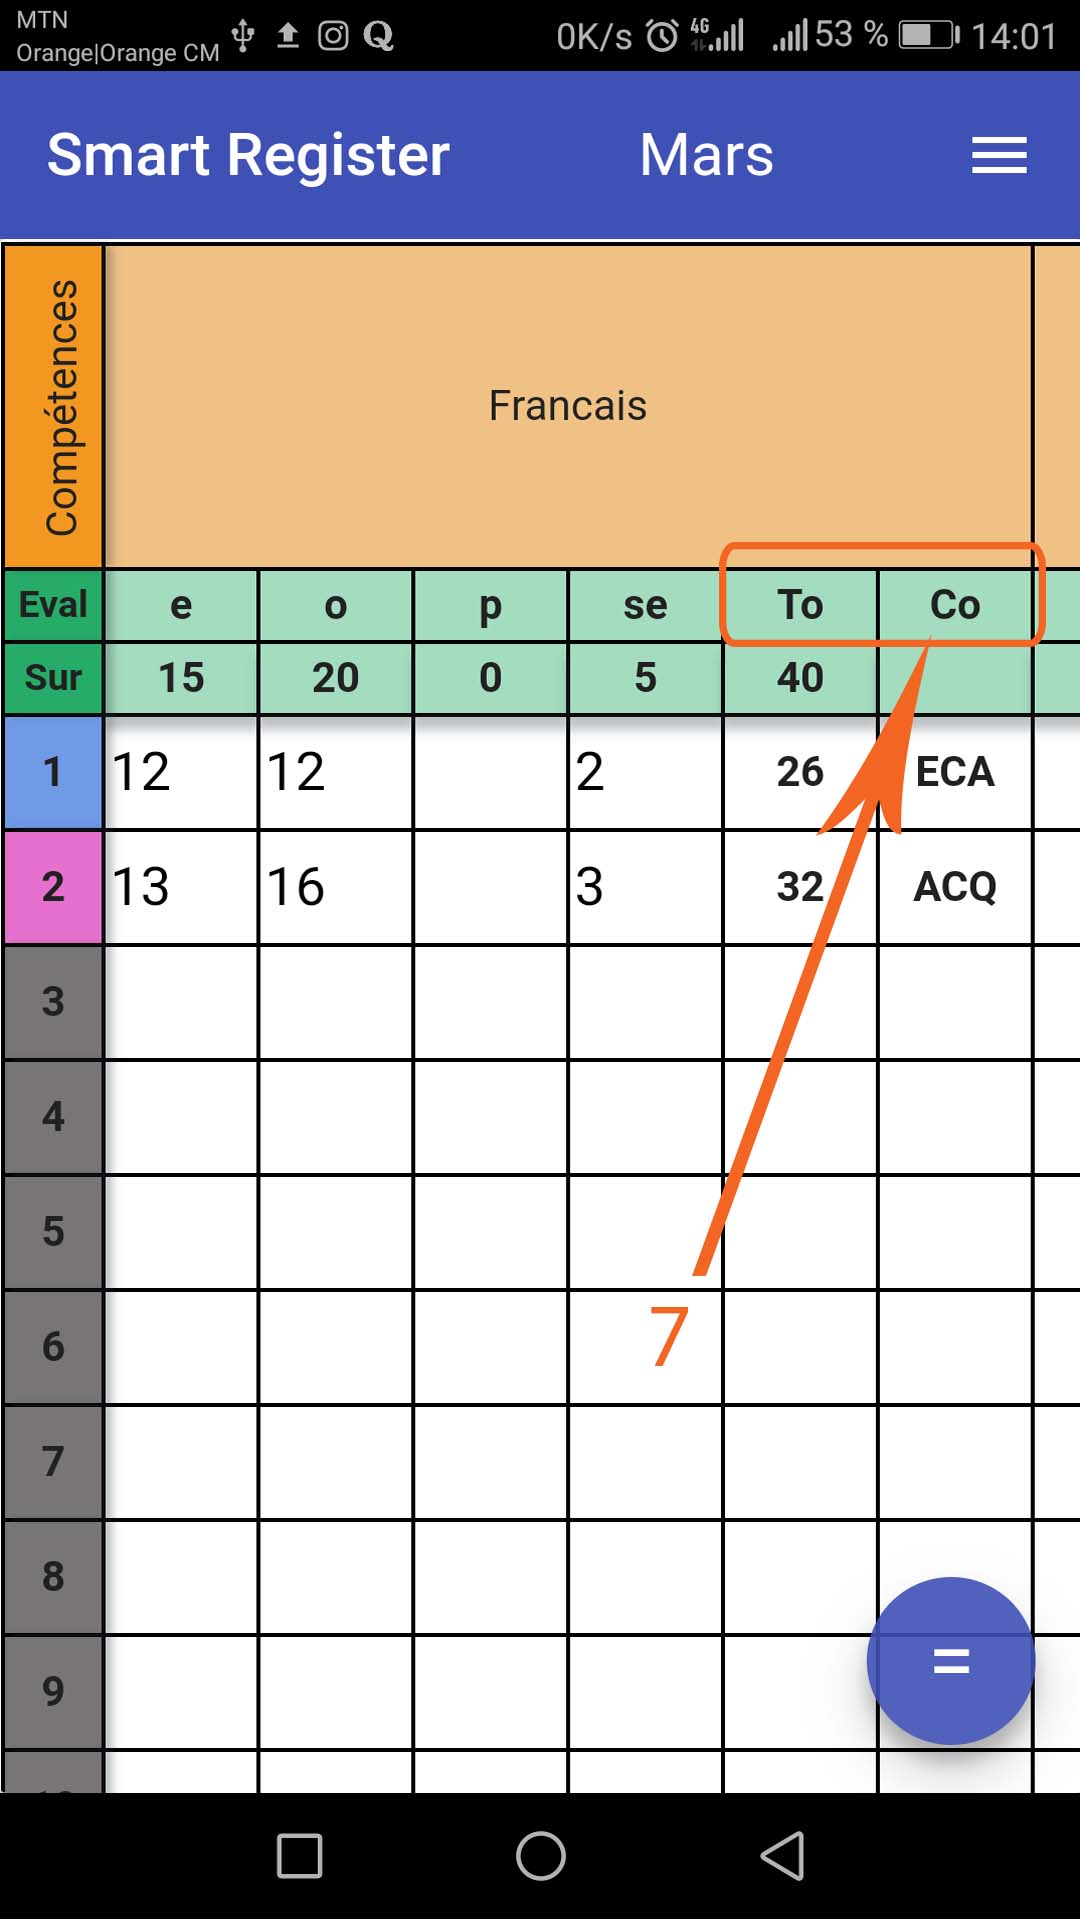 MTN
Orange|Orange CM
0K/s 4G 53 % 14:01
Smart Register Mars
Compétences
Francais
Eval e o p se To Co
Sur 15 20 0 5 40
1 12 12 2 26 ECA
2 13 16 3 32 ACQ
3
4
5
6 7
7
8
=
9